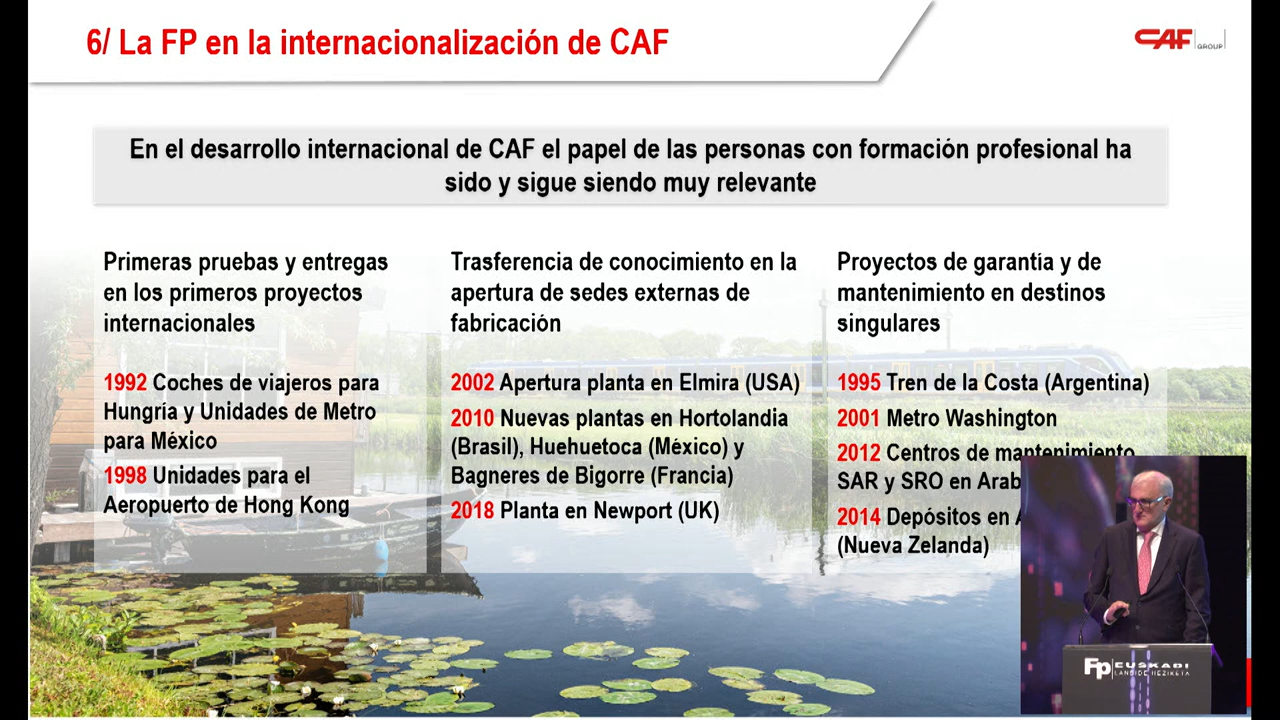 6/ La FP en la internacionalización de CAF
CAF GROUP
En el desarrollo internacional de CAF el papel de las personas con formación profesional ha
sido y sigue siendo muy relevante
Primeras pruebas y entregas
en los primeros proyectos
internacionales
1992 Coches de viajeros para
Hungría y Unidades de Metro
para México
1998 Unidades para el
Aeropuerto de Hong Kong
Trasferencia de conocimiento en la
apertura de sedes externas de
fabricación
2002 Apertura planta en Elmira (USA)
2010 Nuevas plantas en Hortolandia
(Brasil), Huehuetoca (México) y
Bagneres de Bigorre (Francia)
2018 Planta en Newport (UK)
Proyectos de garantía y de
mantenimiento en destinos
singulares
1995 Tren de la Costa (Argentina)
2001 Metro Washington
2012 Centros de mantenimiento
SAR y SRO en Arab
2014 Depósitos en
(Nueva Zelanda)
Fp EUSKADI
LANBIDE HEZIKETA